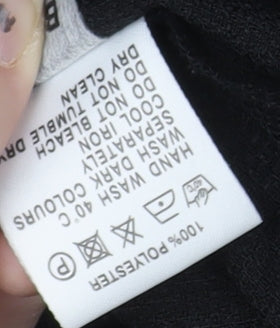 100% POLYESTER
40°C
P
HAND WASH 40°C
WASH DARK COLOURS
SEPARATELY
COOL IRON
DO NOT BLEACH
DO NOT TUMBLE DRY
DRY CLEAN
B